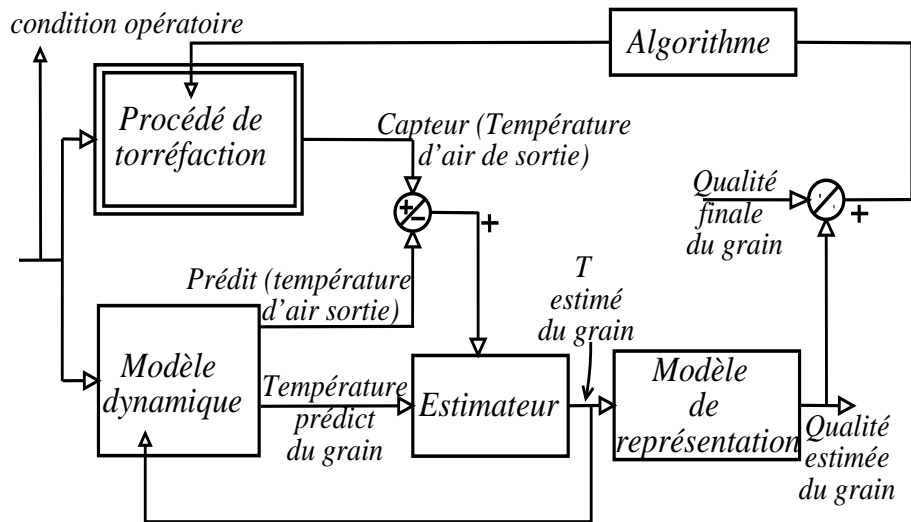 condition opératoire
Algorithme
Procédé de
torréfaction
Capteur (Température
d'air de sortie)
+
−
+
Qualité
finale
du grain
+
Prédit (température
d'air sortie)
T
estimé
du grain
Modèle
dynamique
Température
prédict
du grain
Estimateur
Modèle
de
représentation
Qualité
estimée
du grain